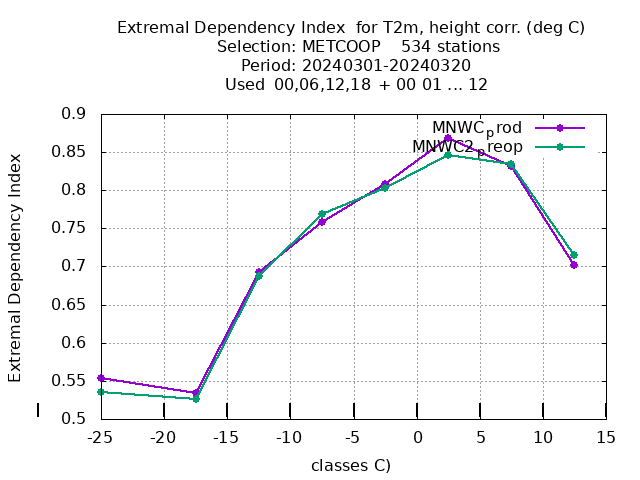 Extremal Dependency Index for T2m, height corr. (deg C)
Selection: METCOOP 534 stations
Period: 20240301-20240320
Used 00,06,12,18 + 00 01 ... 12
MNWCprod
MNWC2preop
Extremal Dependency Index
0.9
0.85
0.8
0.75
0.7
0.65
0.6
0.55
0.5
-25 -20 -15 -10 -5 0 5 10 15
classes C)